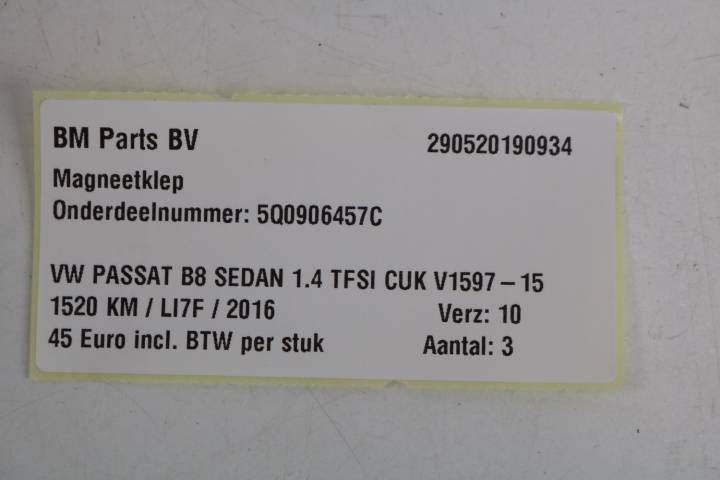 BM Parts BV 290520190934
Magneetklep
Onderdeelnummer: 5Q0906457C
VW PASSAT B8 SEDAN 1.4 TFSI CUK V1597 – 15
1520 KM / LI7F / 2016 Verz: 10
45 Euro incl. BTW per stuk Aantal: 3